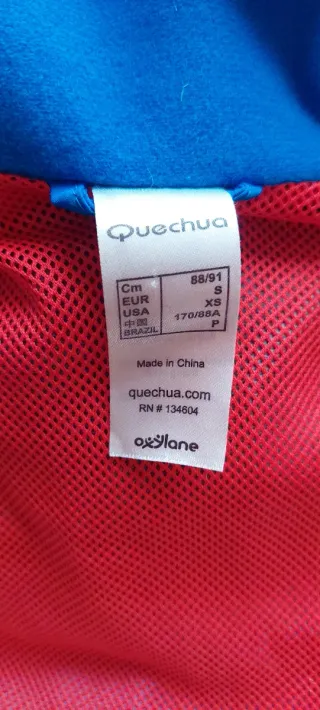 Quechua
Cm 88/91
EUR S
USA XS
中国 170/88A
BRAZIL P
Made in China
quechua.com
RN # 134604
oxylane